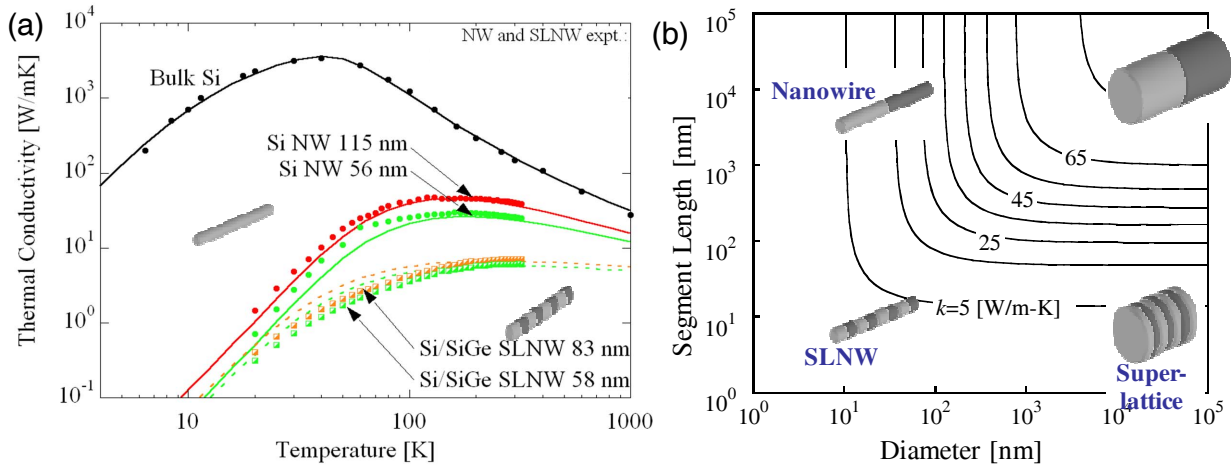 (a)
NW and SLNW expt.:
Bulk Si
Si NW 115 nm
Si NW 56 nm
Si/SiGe SLNW 83 nm
Si/SiGe SLNW 58 nm
Thermal Conductivity [W/mK]
10^4
10^3
10^2
10^1
10^0
10^-1
10
100
1000
Temperature [K]
(b)
Nanowire
65
45
25
k=5 [W/m-K]
SLNW
Super-
lattice
Segment Length [nm]
10^5
10^4
10^3
10^2
10^1
10^0
10^0
10^1
10^2
10^3
10^4
10^5
Diameter [nm]